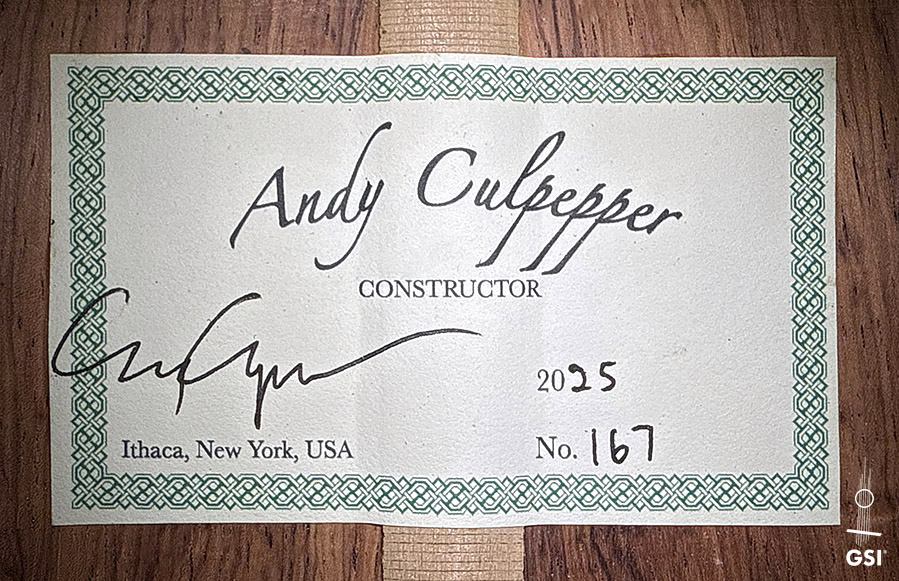 Andy Culpepper
CONSTRUCTOR
2025
Ithaca, New York, USA
No. 167
GSI